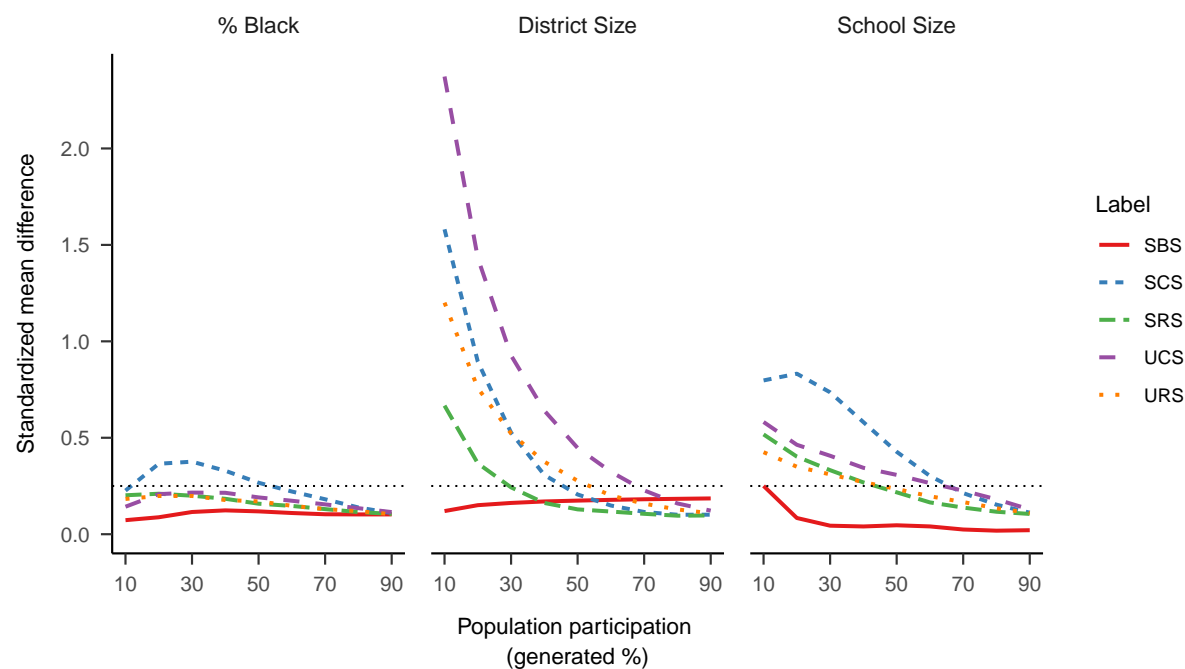 % Black
District Size
School Size
Standardized mean difference
2.0
1.5
1.0
0.5
0.0
10 30 50 70 90
10 30 50 70 90
10 30 50 70 90
Population participation
(generated %)
Label
SBS
SCS
SRS
UCS
URS